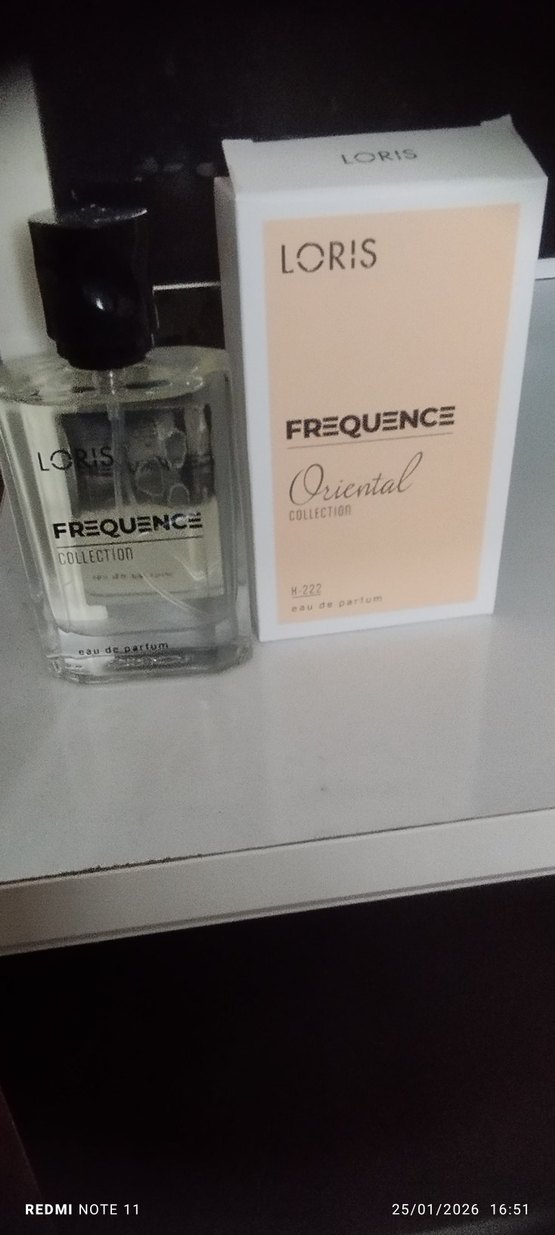 LORIS
LORIS
FREQUENCE
Oriental
COLLECTION
H-222
eau de parfum
LORIS
FREQUENCE
COLLECTION
eau de parfum
REDMI NOTE 11
25/01/2026 16:51